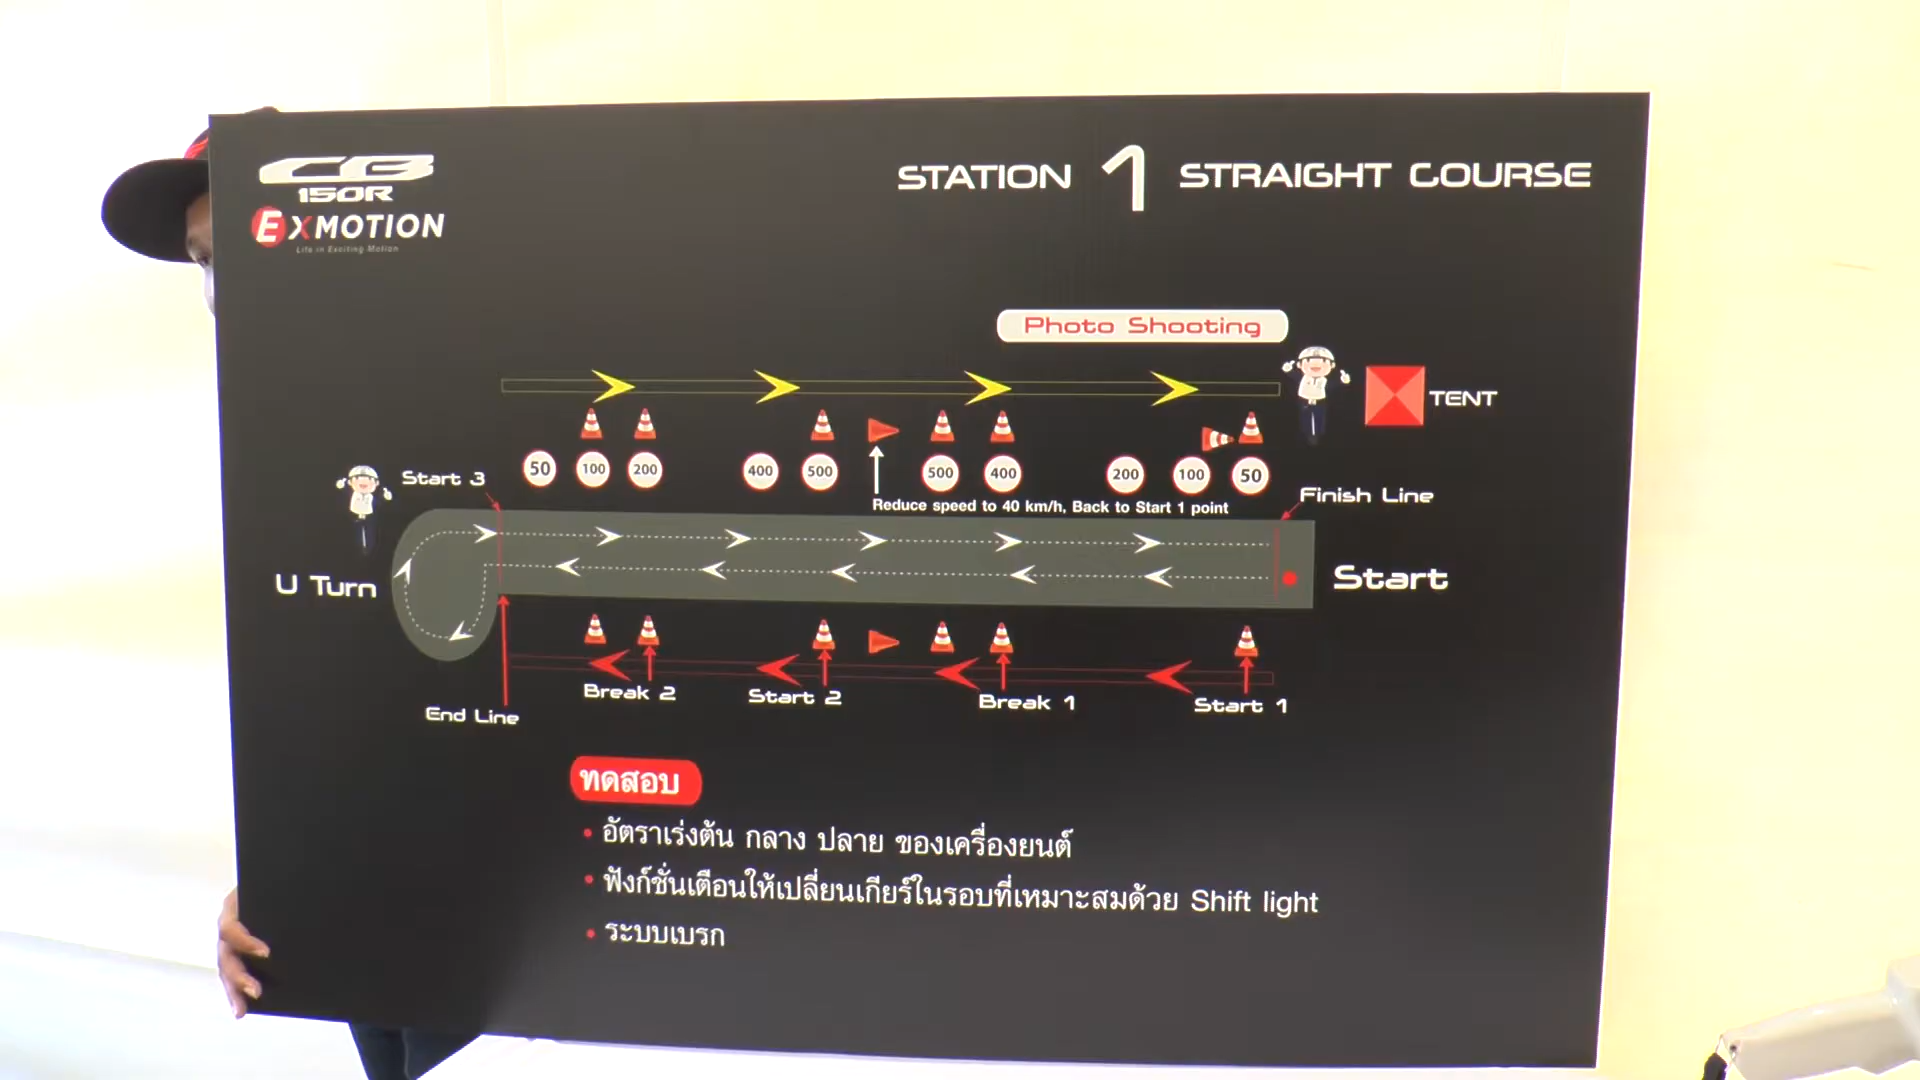 CB
150R
EXMOTION
Life in Exciting Motion
STATION 1 STRAIGHT COURSE
Photo Shooting
TENT
Start 3
50 100 200 400 500 500 400 200 100 50
Reduce speed to 40 km/h, Back to Start 1 point
Finish Line
U Turn
Start
End Line
Break 2
Start 2
Break 1
Start 1
ทดสอบ
• อัตราเร่งต้น กลาง ปลาย ของเครื่องยนต์
• ฟังก์ชั่นเตือนให้เปลี่ยนเกียร์ในรอบที่เหมาะสมด้วย Shift light
• ระบบเบรก